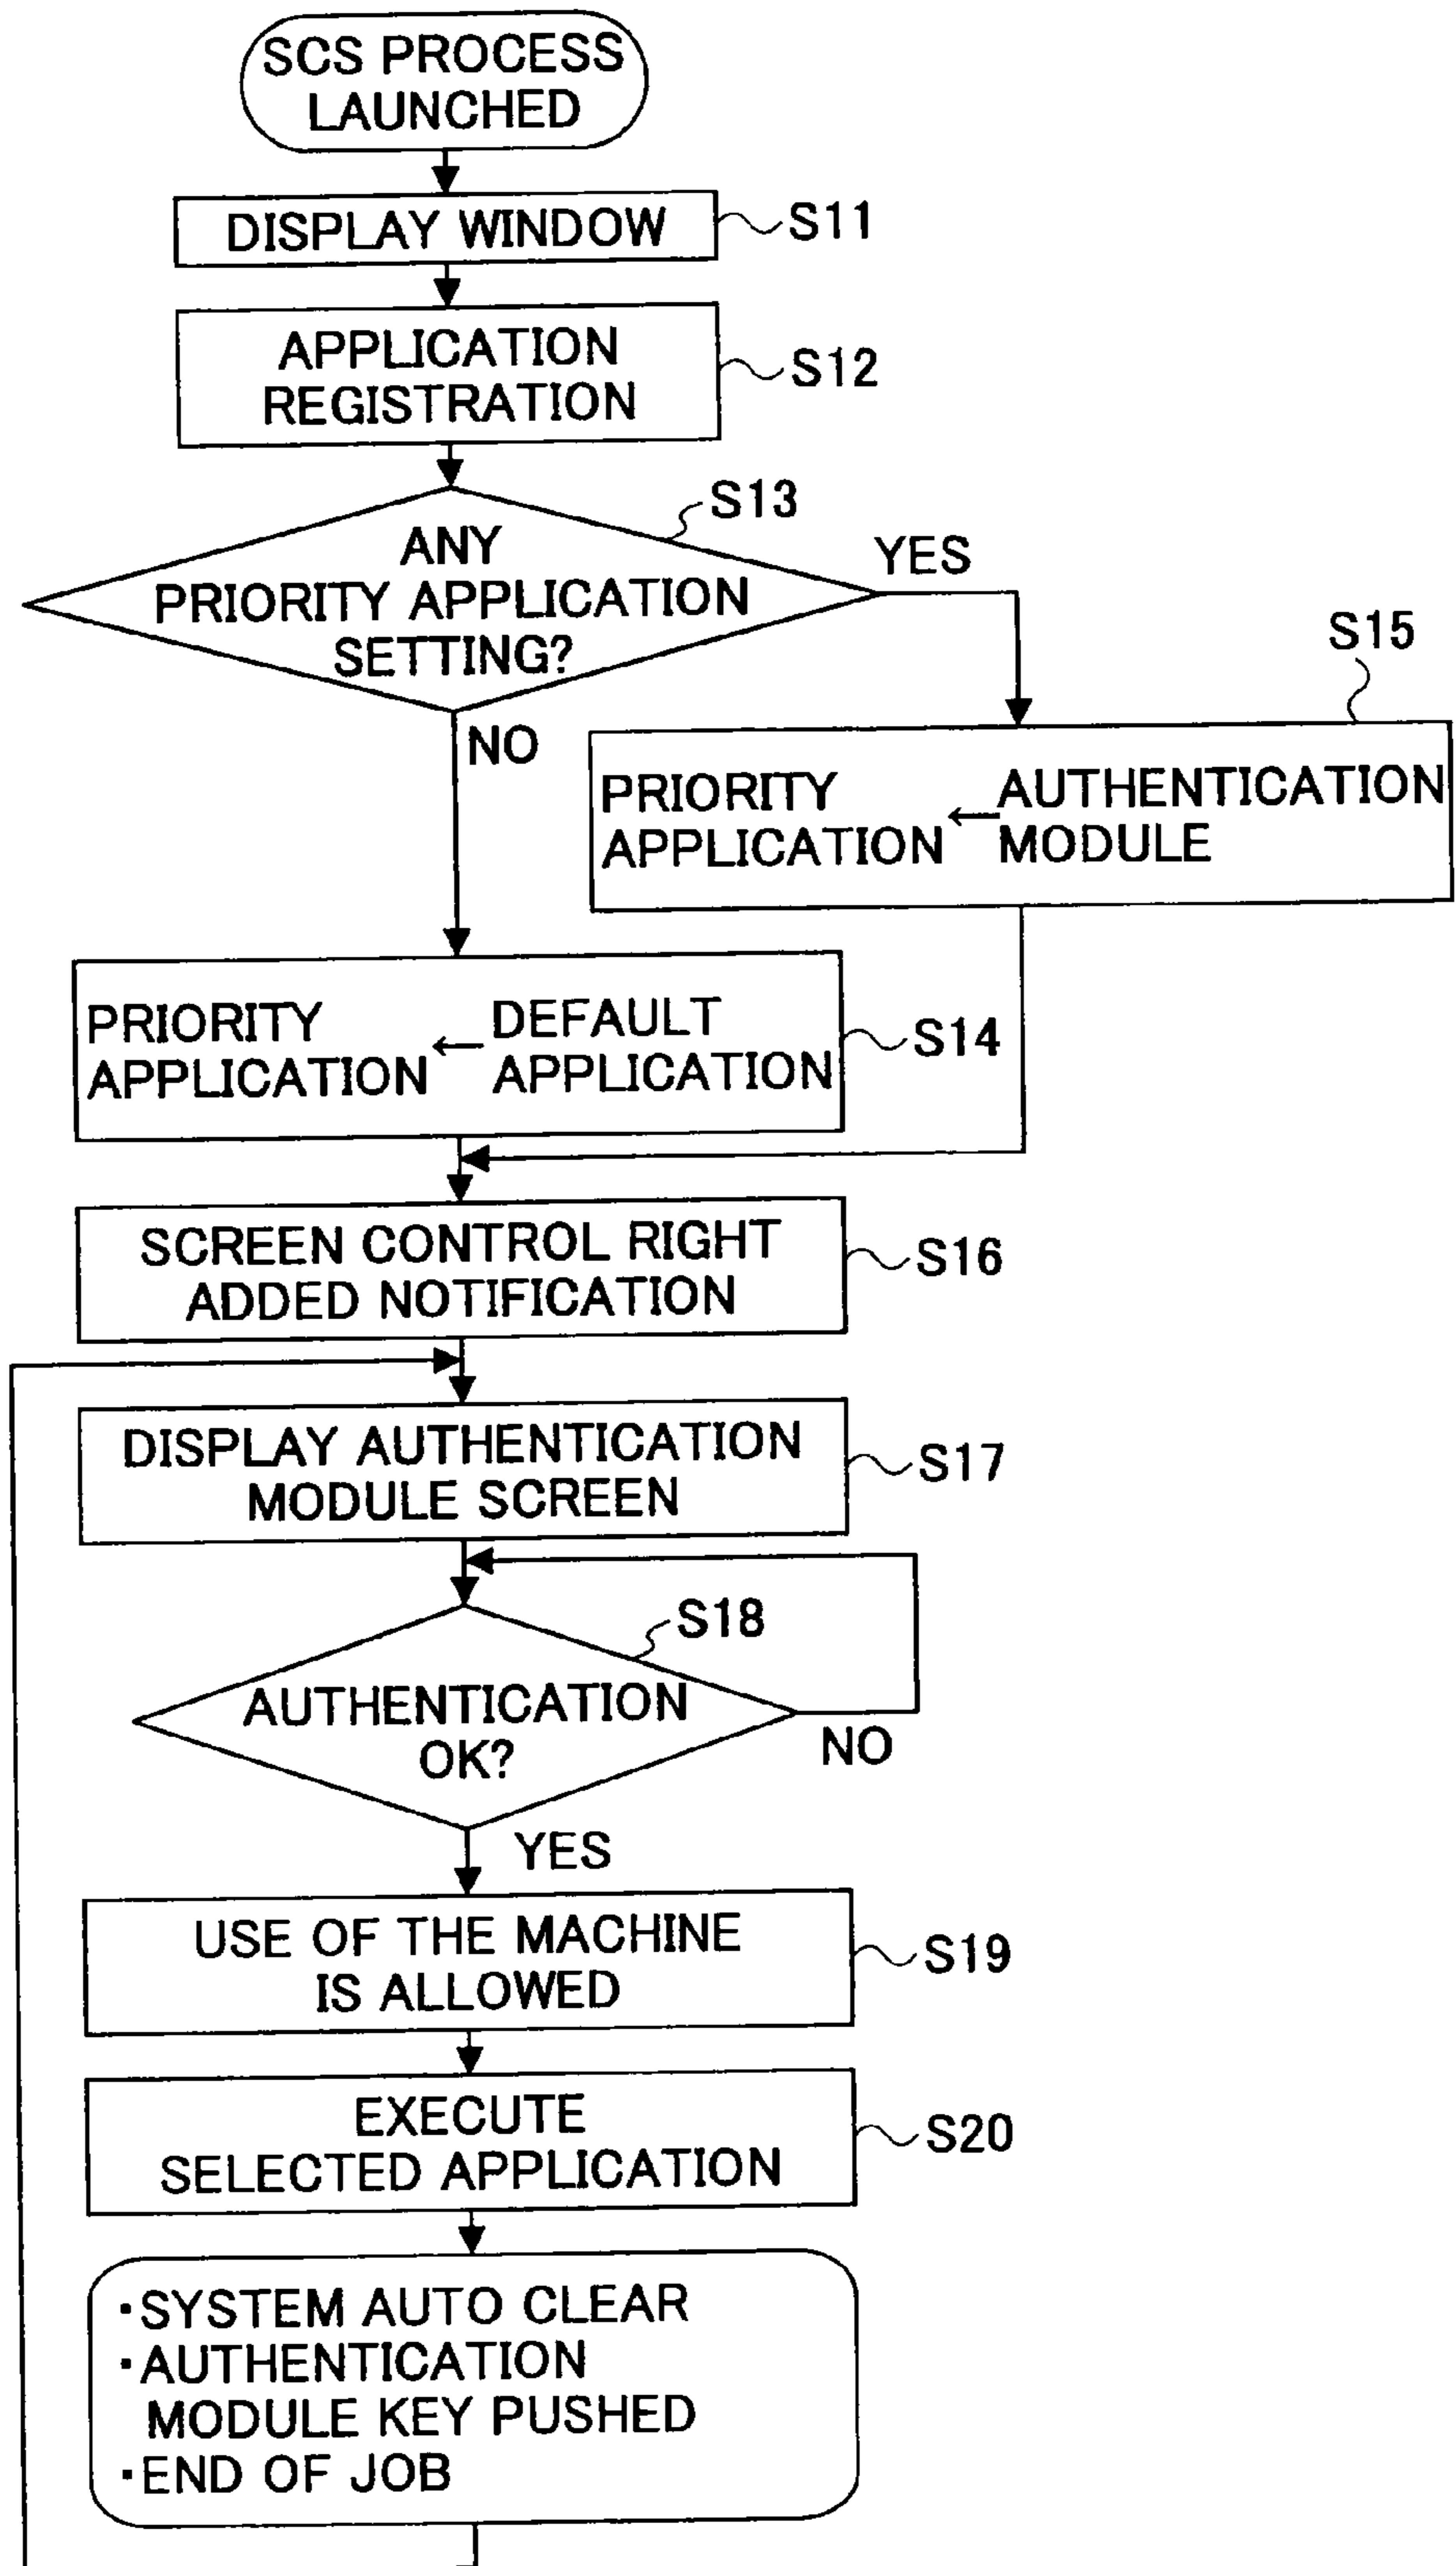 SCS PROCESS
LAUNCHED
DISPLAY WINDOW
S11
APPLICATION
REGISTRATION
S12
S13
ANY
PRIORITY APPLICATION
SETTING?
YES
NO
S15
PRIORITY
APPLICATION
←
AUTHENTICATION
MODULE
PRIORITY
APPLICATION
←
DEFAULT
APPLICATION
S14
SCREEN CONTROL RIGHT
ADDED NOTIFICATION
S16
DISPLAY AUTHENTICATION
MODULE SCREEN
S17
S18
AUTHENTICATION
OK?
NO
YES
USE OF THE MACHINE
IS ALLOWED
S19
EXECUTE
SELECTED APPLICATION
S20
・SYSTEM AUTO CLEAR
・AUTHENTICATION
MODULE KEY PUSHED
・END OF JOB